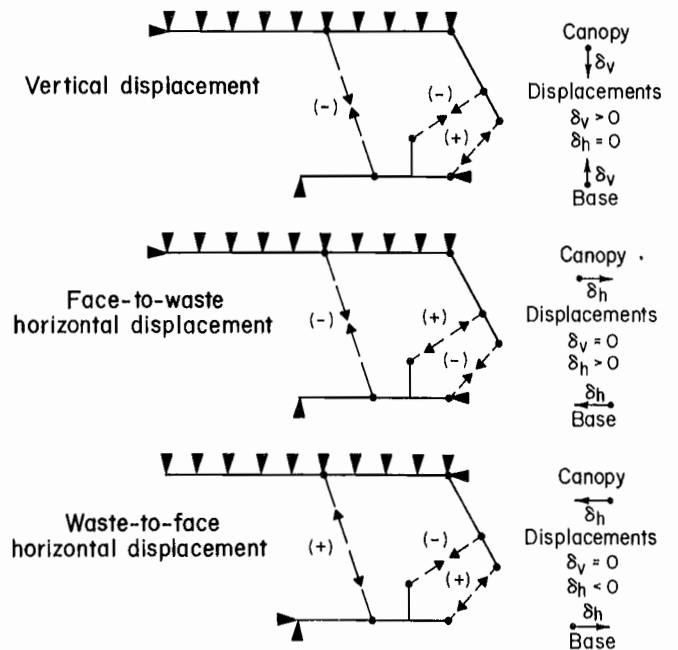 Vertical displacement
(-)
(-)
(+)
Canopy
δv
Displacements
δv > 0
δh = 0
δv
Base
Face-to-waste
horizontal displacement
(-)
(+)
(-)
Canopy
δh
Displacements
δv = 0
δh > 0
δh
Base
Waste-to-face
horizontal displacement
(+)
(-)
(+)
Canopy
δh
Displacements
δv = 0
δh < 0
δh
Base